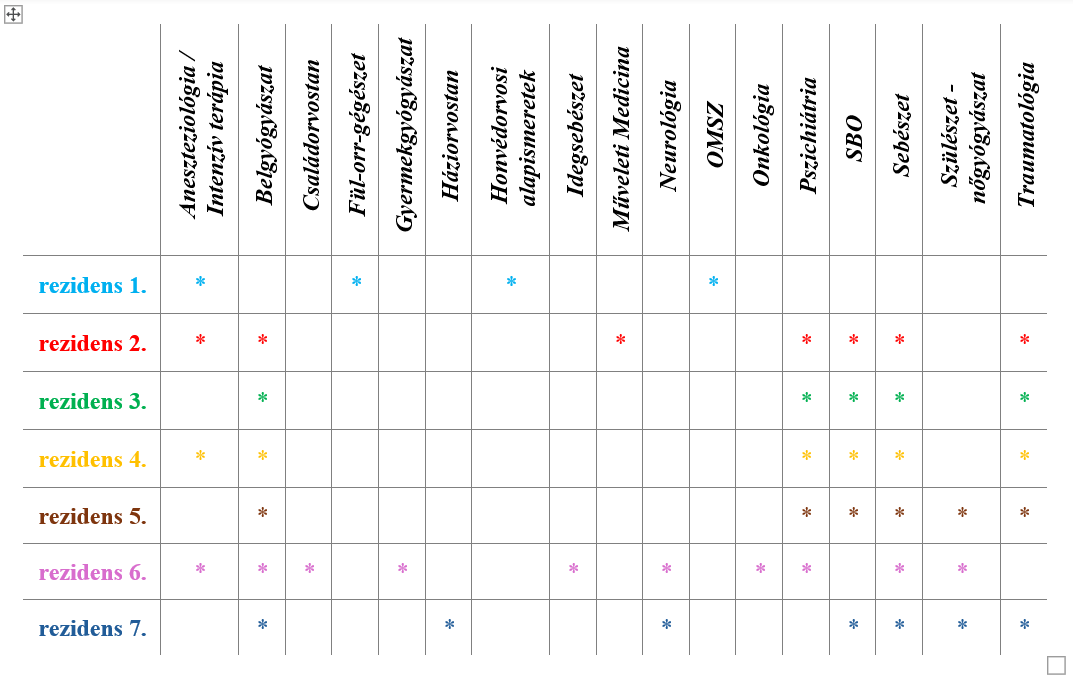 Aneszteziológia /
Intenzív terápia
Belgyógyászat
Családorvostan
Fül-orr-gégészet
Gyermekgyógyászat
Háziorvostan
Honvédorvosi
alapismeretek
Idegsebészet
Műveleti Medicina
Neurológia
OMSZ
Onkológia
Pszichiátria
SBO
Sebészet
Szülészet -
nőgyógyászat
Traumatológia
rezidens 1. * * * *
rezidens 2. * * * * * * *
rezidens 3. * * * * *
rezidens 4. * * * * * *
rezidens 5. * * * * * *
rezidens 6. * * * * * * * * * *
rezidens 7. * * * * * * *